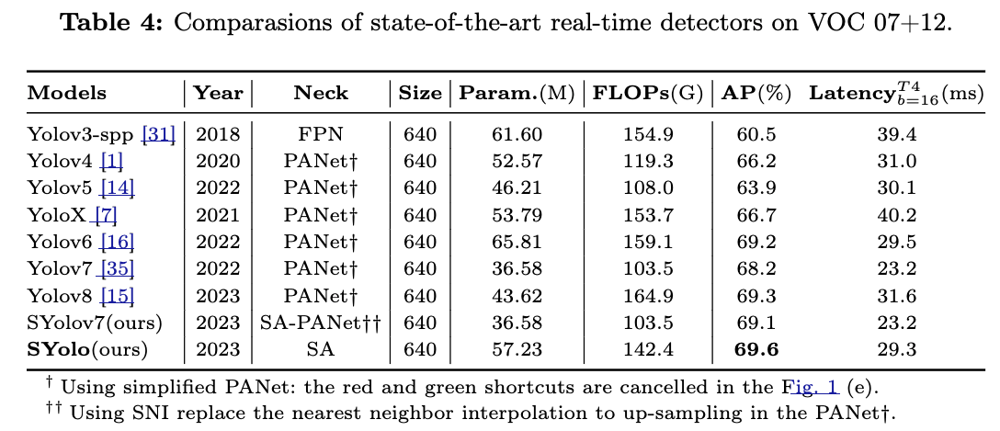 Table 4: Comparasions of state-of-the-art real-time detectors on VOC 07+12.
Models Year Neck Size Param.(M) FLOPs(G) AP(%) Latency^{T4}_{b=16}(ms)
Yolov3-spp [31] 2018 FPN 640 61.60 154.9 60.5 39.4
Yolov4 [1] 2020 PANet† 640 52.57 119.3 66.2 31.0
Yolov5 [14] 2022 PANet† 640 46.21 108.0 63.9 30.1
YoloX [7] 2021 PANet† 640 53.79 153.7 66.7 40.2
Yolov6 [16] 2022 PANet† 640 65.81 159.1 69.2 29.5
Yolov7 [35] 2022 PANet† 640 36.58 103.5 68.2 23.2
Yolov8 [15] 2023 PANet† 640 43.62 164.9 69.3 31.6
SYolov7(ours) 2023 SA-PANet†† 640 36.58 103.5 69.1 23.2
SYolo(ours) 2023 SA 640 57.23 142.4 69.6 29.3
† Using simplified PANet: the red and green shortcuts are cancelled in the Fig. 1 (e).
†† Using SNI replace the nearest neighbor interpolation to up-sampling in the PANet†.